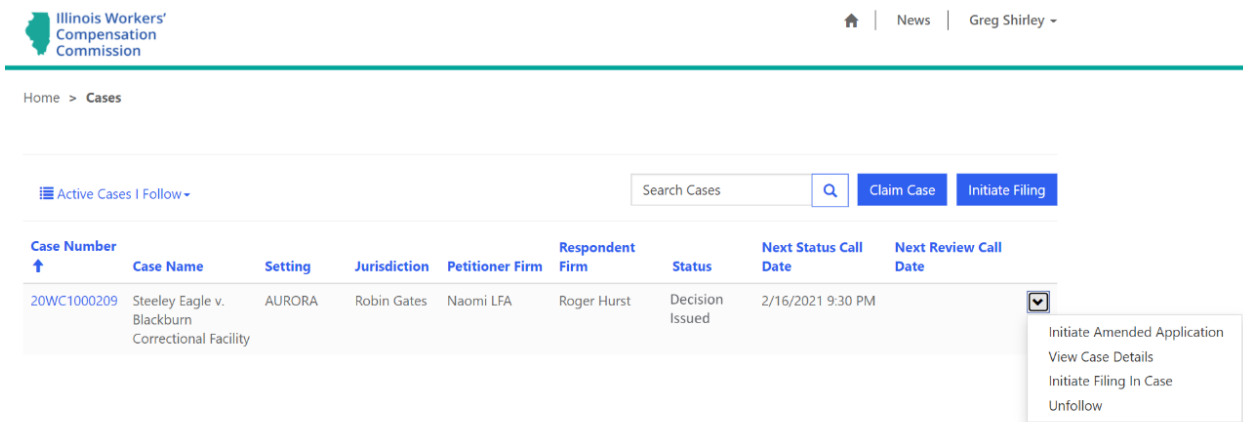 Illinois Workers'
Compensation
Commission
News
Greg Shirley
Home > Cases
Active Cases I Follow
Search Cases
Claim Case
Initiate Filing
Case Number
Case Name
Setting
Jurisdiction
Petitioner Firm
Respondent
Firm
Status
Next Status Call
Date
Next Review Call
Date
20WC1000209
Steeley Eagle v.
Blackburn
Correctional Facility
AURORA
Robin Gates
Naomi LFA
Roger Hurst
Decision
Issued
2/16/2021 9:30 PM
Initiate Amended Application
View Case Details
Initiate Filing In Case
Unfollow